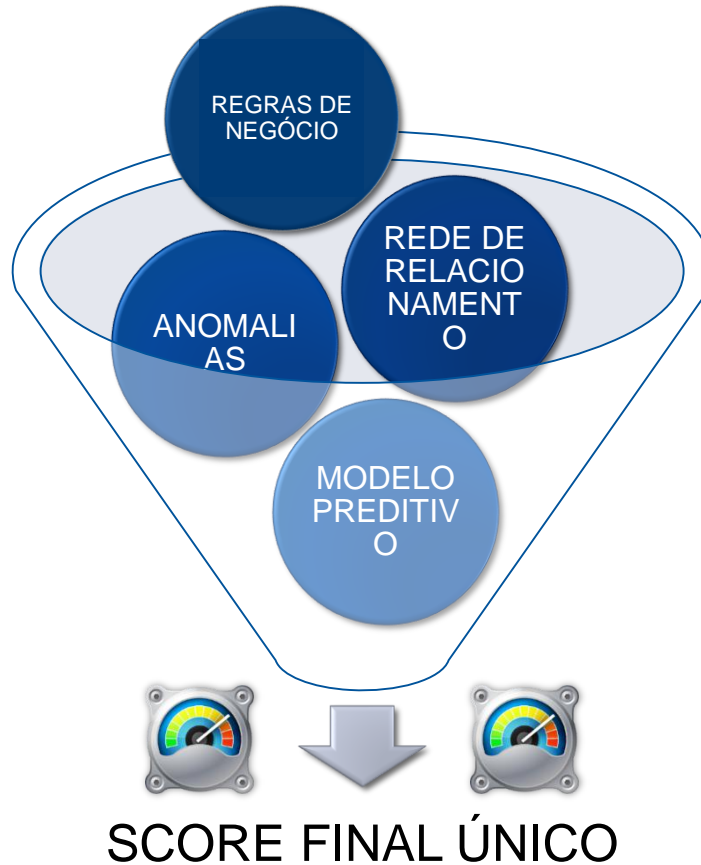 REGRAS DE
NEGÓCIO
REDE DE
RELACIO
NAMENT
O
ANOMALI
AS
MODELO
PREDITIV
O
SCORE FINAL ÚNICO